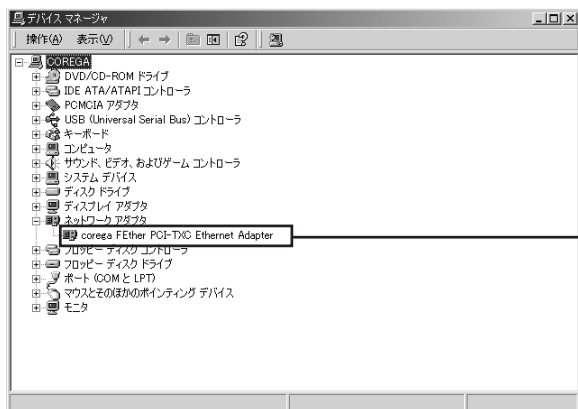 デバイス マネージャ
操作(A) 表示(V)
COREGA
DVD/CD-ROM ドライブ
IDE ATA/ATAPI コントローラ
PCMCIA アダプタ
USB (Universal Serial Bus) コントローラ
キーボード
コンピュータ
サウンド、ビデオ、およびゲーム コントローラ
システム デバイス
ディスク ドライブ
ディスプレイ アダプタ
ネットワーク アダプタ
corega FEther PCI-TXC Ethernet Adapter
フロッピー ディスク コントローラ
フロッピー ディスク ドライブ
ポート (COM と LPT)
マウスとそのほかのポインティング デバイス
モニタ